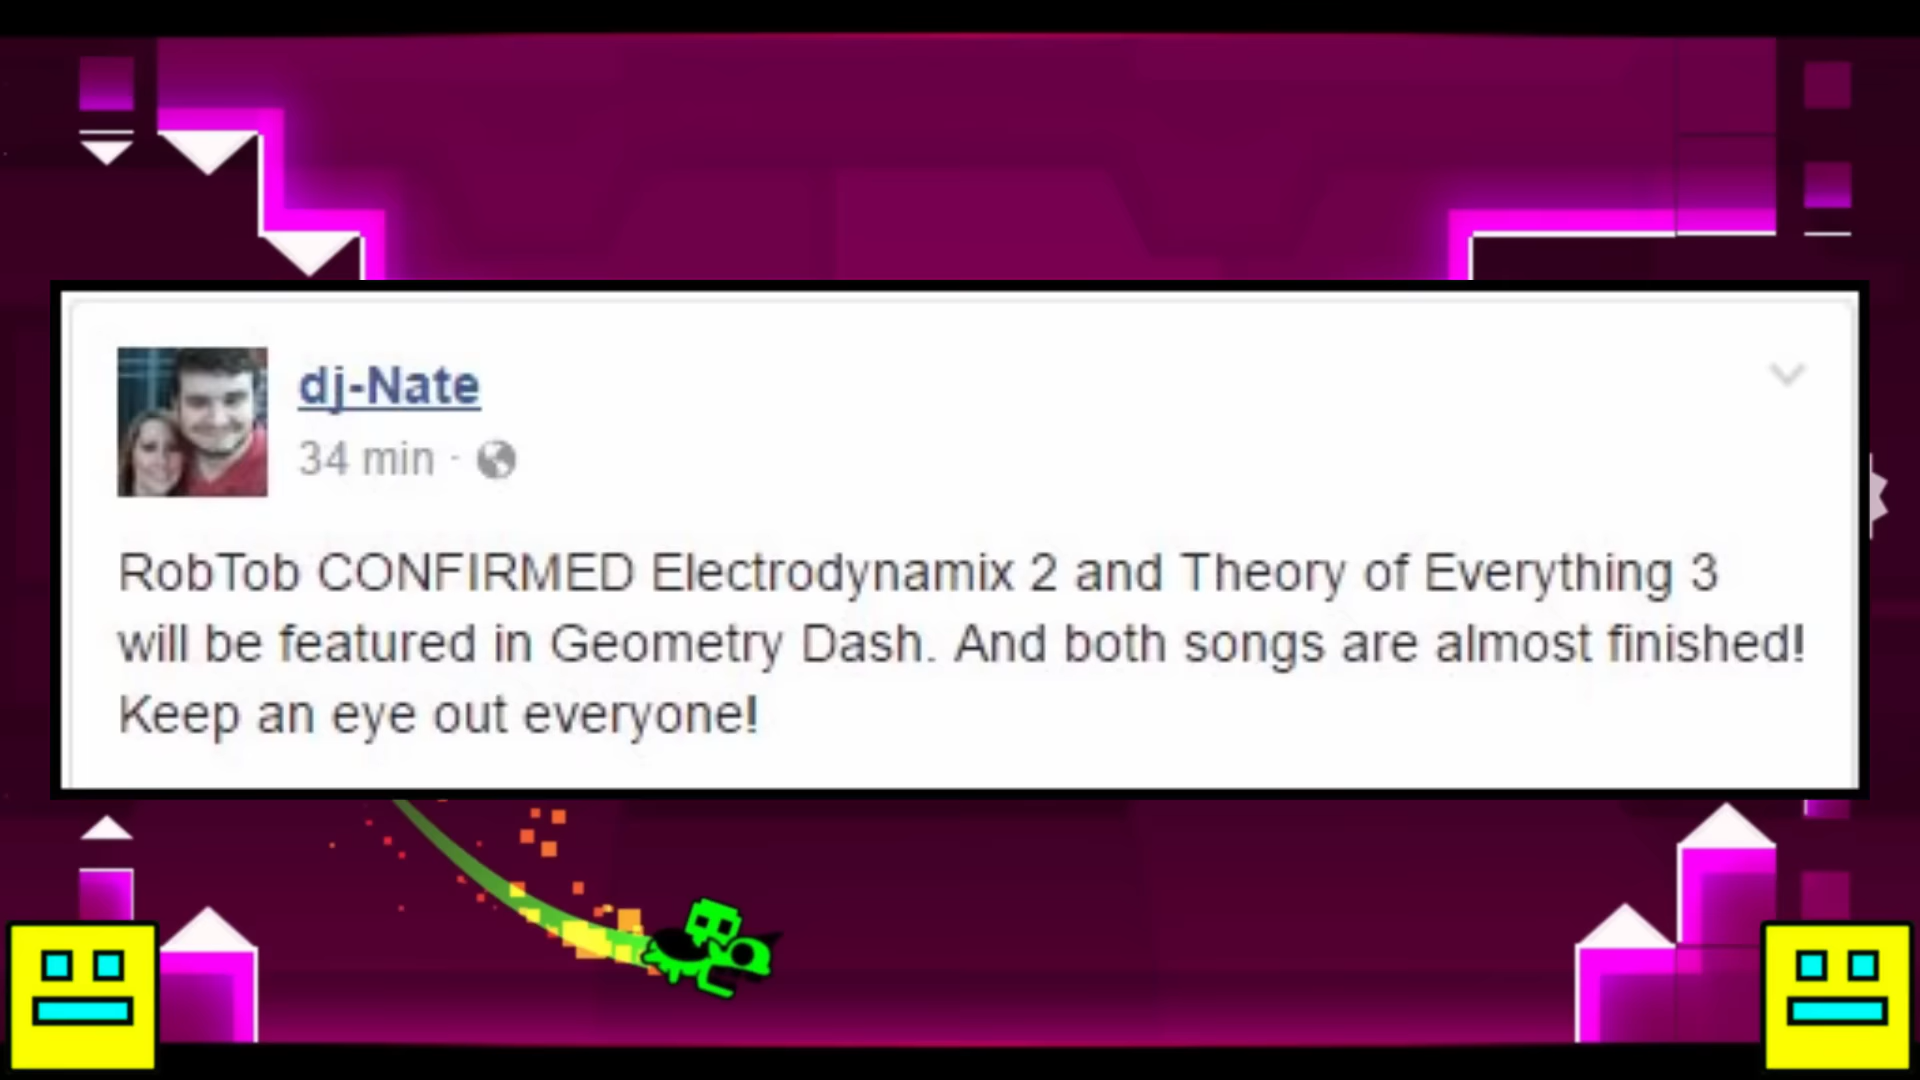 dj-Nate
34 min ·
RobTob CONFIRMED Electrodynamix 2 and Theory of Everything 3
will be featured in Geometry Dash. And both songs are almost finished!
Keep an eye out everyone!